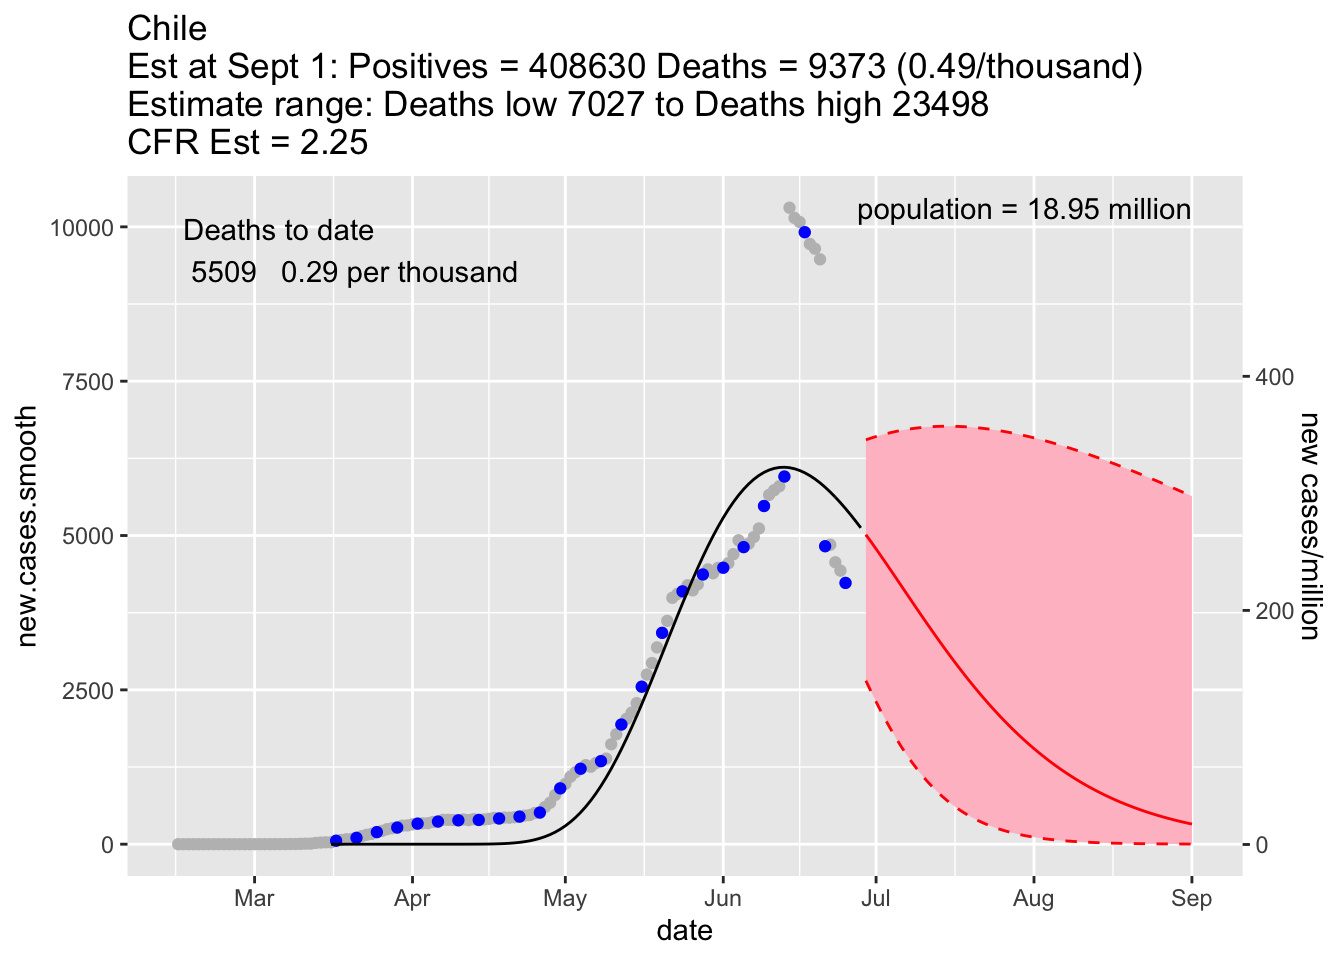 Chile
Est at Sept 1: Positives = 408630 Deaths = 9373 (0.49/thousand)
Estimate range: Deaths low 7027 to Deaths high 23498
CFR Est = 2.25
Deaths to date
5509 0.29 per thousand
population = 18.95 million
10000
7500
5000
2500
0
new.cases.smooth
400
200
0
new cases/million
Mar Apr May Jun Jul Aug Sep
date